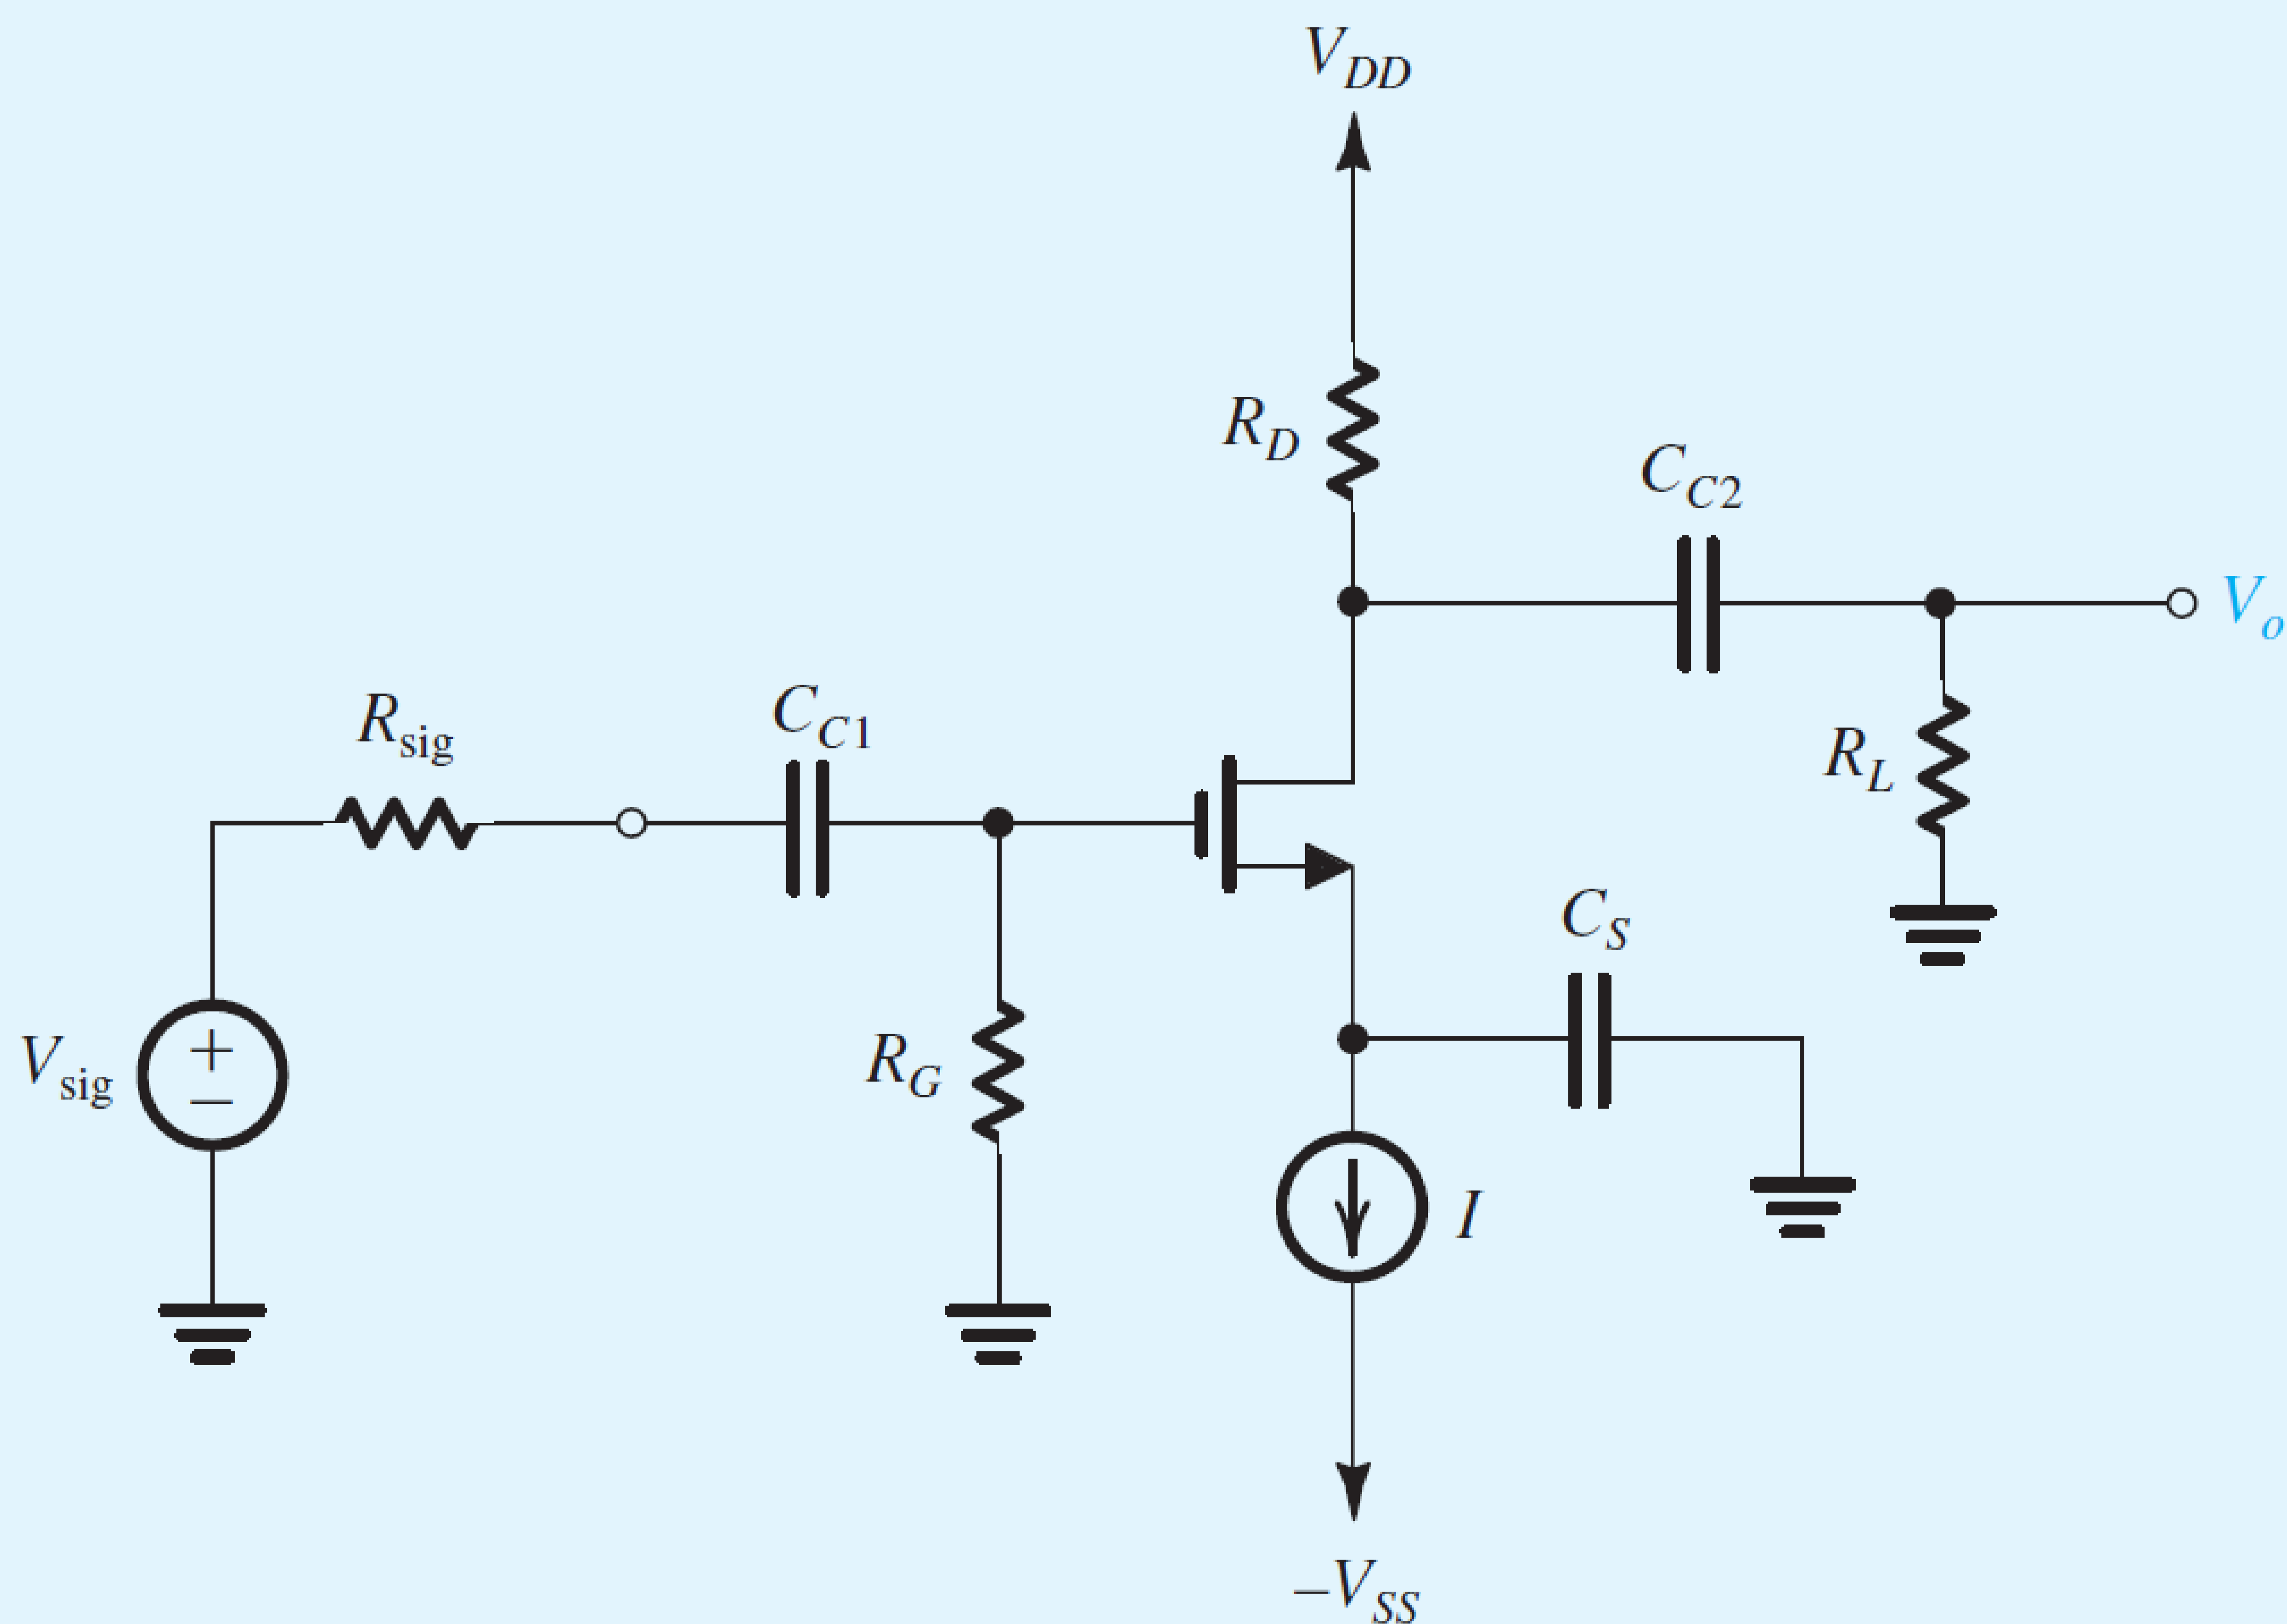 V_DD
R_D
C_C2
V_o
R_sig
C_C1
R_L
C_S
V_sig
+
−
R_G
I
−V_SS